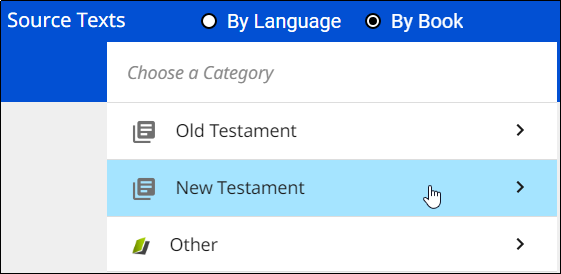 Source Texts By Language By Book
Choose a Category
Old Testament
New Testament
Other